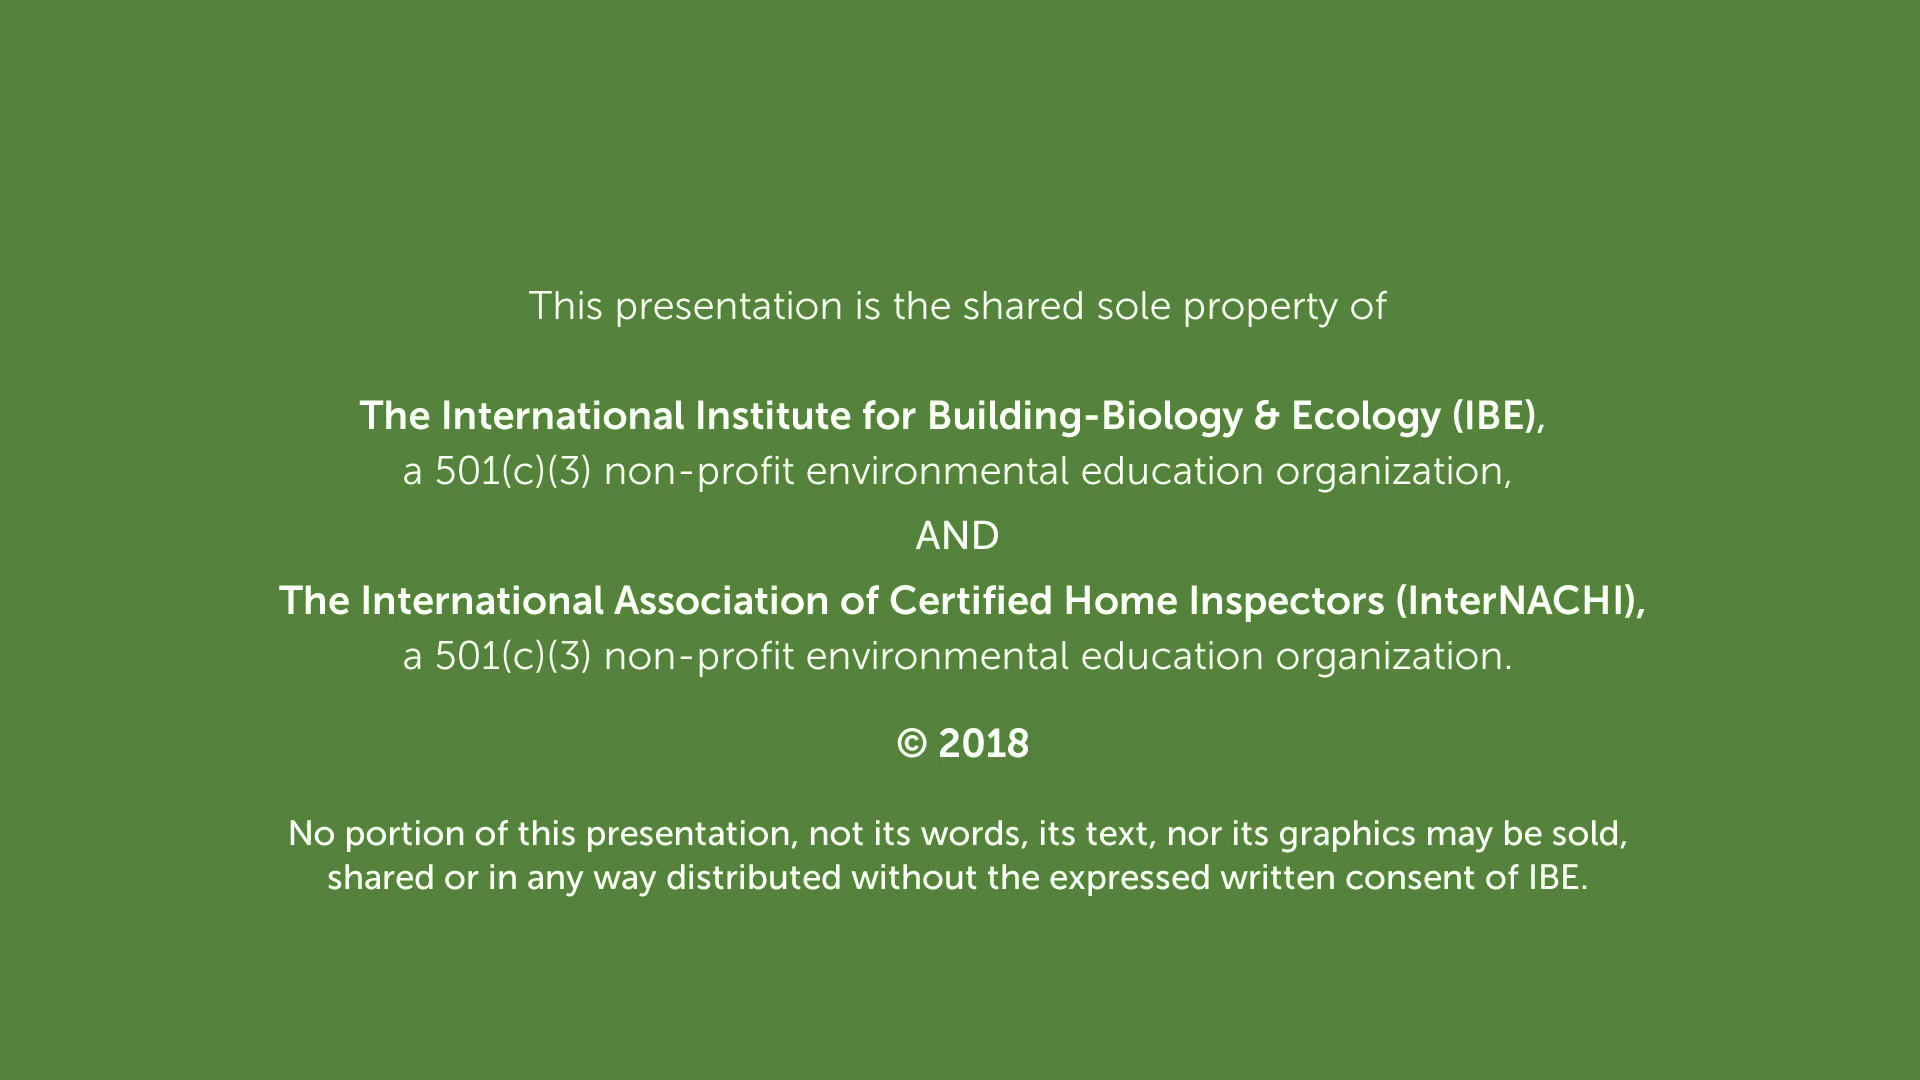 This presentation is the shared sole property of
The International Institute for Building-Biology & Ecology (IBE),
a 501(c)(3) non-profit environmental education organization,
AND
The International Association of Certified Home Inspectors (InterNACHI),
a 501(c)(3) non-profit environmental education organization.
© 2018
No portion of this presentation, not its words, its text, nor its graphics may be sold,
shared or in any way distributed without the expressed written consent of IBE.